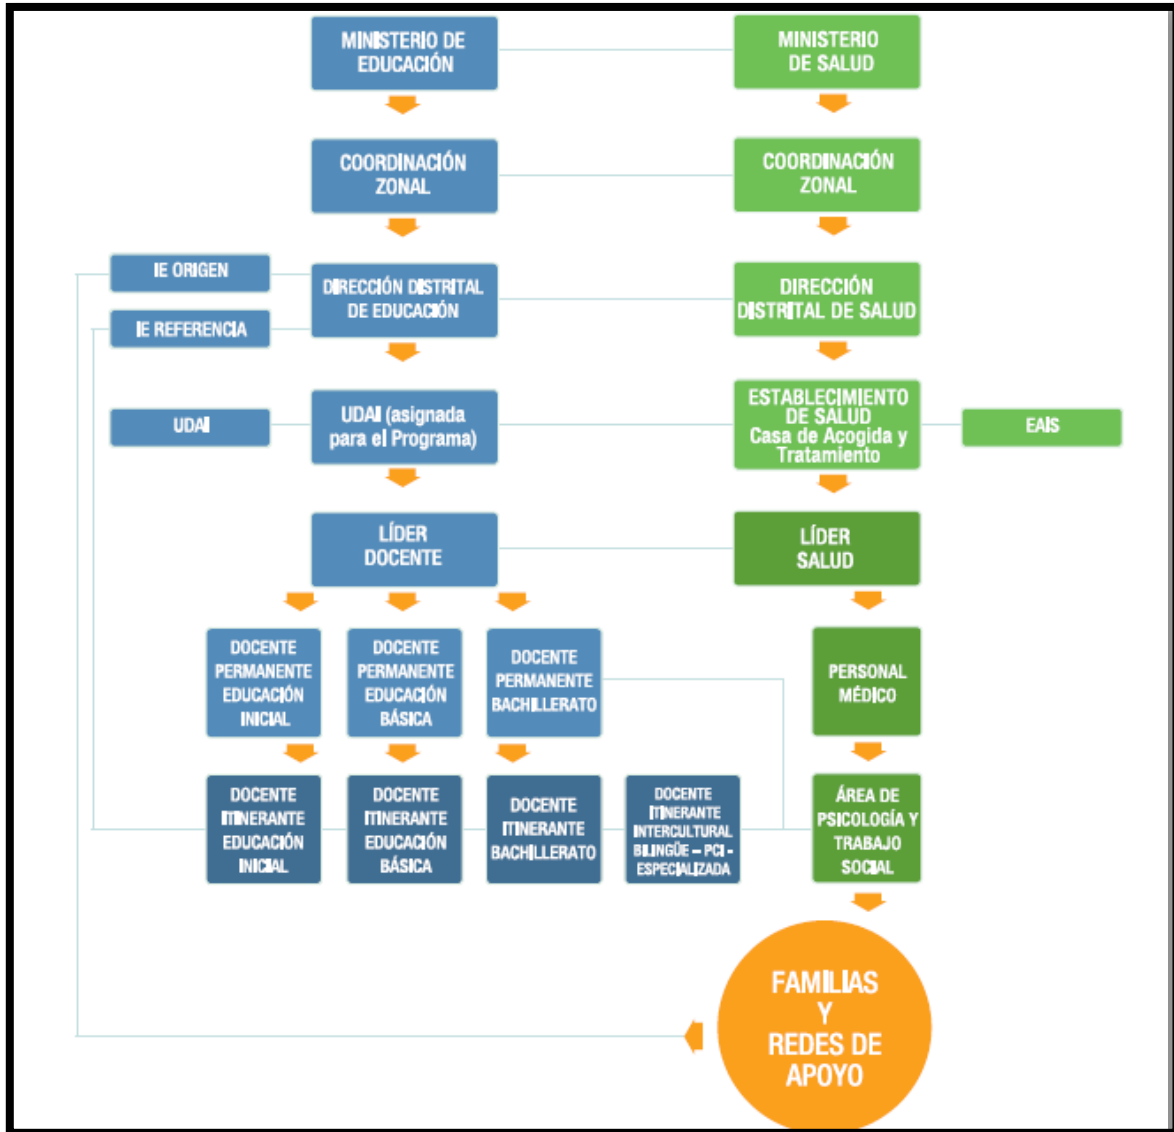 MINISTERIO DE
EDUCACIÓN
MINISTERIO
DE SALUD
COORDINACIÓN
ZONAL
COORDINACIÓN
ZONAL
IE ORIGEN
IE REFERENCIA
DIRECCIÓN DISTRITAL
DE EDUCACIÓN
DIRECCIÓN
DISTRITAL DE SALUD
UDAI
UDAI (asignada
para el Programa)
ESTABLECIMIENTO
DE SALUD
Casa de Acogida y
Tratamiento
EAIS
LÍDER
DOCENTE
LÍDER
SALUD
DOCENTE
PERMANENTE
EDUCACIÓN
INICIAL
DOCENTE
PERMANENTE
EDUCACIÓN
BÁSICA
DOCENTE
PERMANENTE
BACHILLERATO
PERSONAL
MÉDICO
DOCENTE
ITINERANTE
EDUCACIÓN
INICIAL
DOCENTE
ITINERANTE
EDUCACIÓN
BÁSICA
DOCENTE
ITINERANTE
BACHILLERATO
DOCENTE
ITINERANTE
INTERCULTURAL
BILINGÜE – PCI -
ESPECIALIZADA
ÁREA DE
PSICOLOGÍA Y
TRABAJO
SOCIAL
FAMILIAS
Y
REDES DE
APOYO